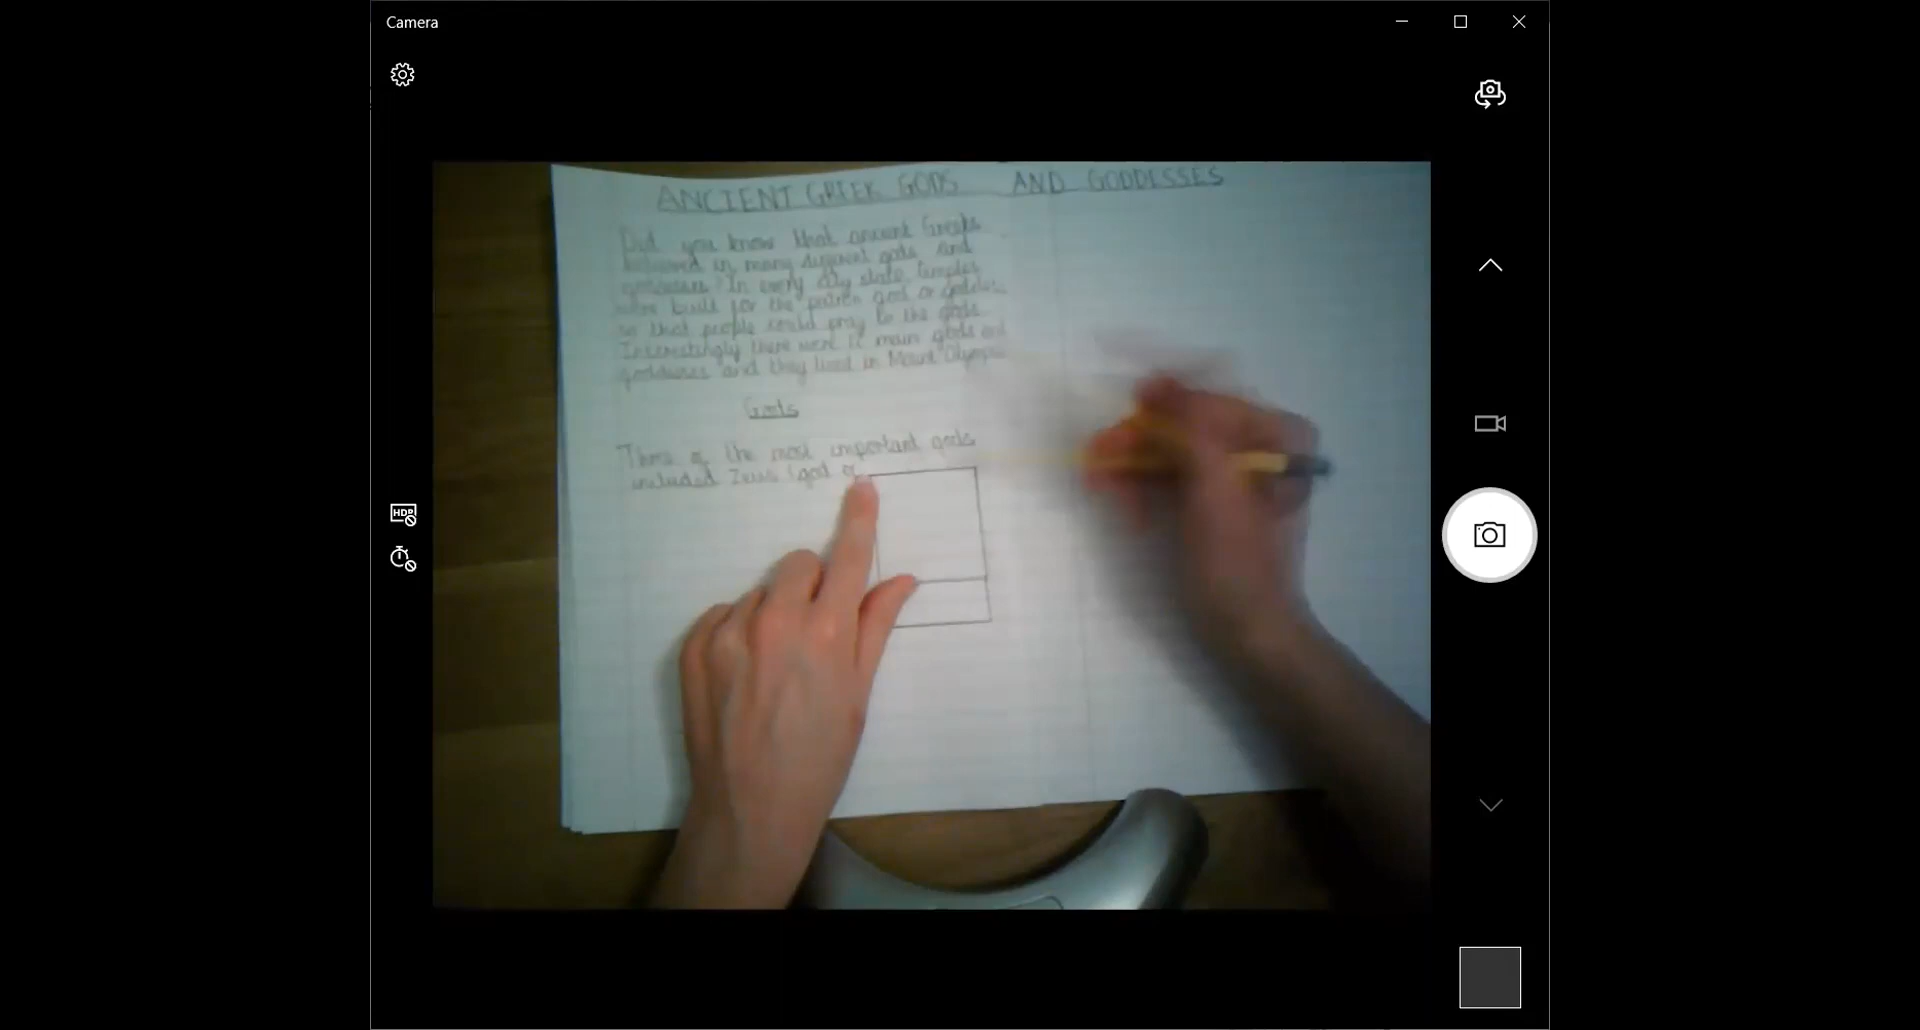 Camera
ANCIENT GREEK GODS AND GODDESSES
Did you know that ancient Greeks
believed in many different gods and
goddesses? In every city state, temples
were built for the patron god or goddess
so that people could pray to the gods.
Interestingly there were 12 main gods and
goddesses and they lived in Mount Olympus
Gods
Three of the most important gods
included Zeus (god of
HDR